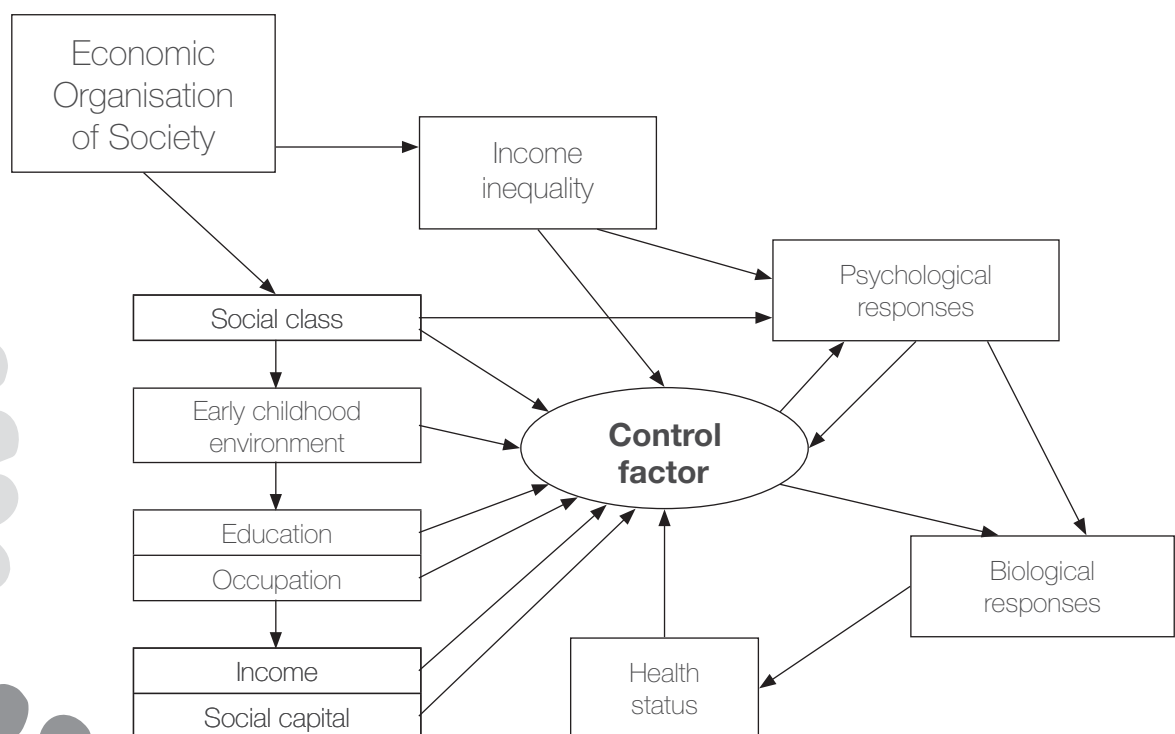 Economic
Organisation
of Society
Income
inequality
Psychological
responses
Social class
Early childhood
environment
Control
factor
Education
Occupation
Biological
responses
Income
Social capital
Health
status